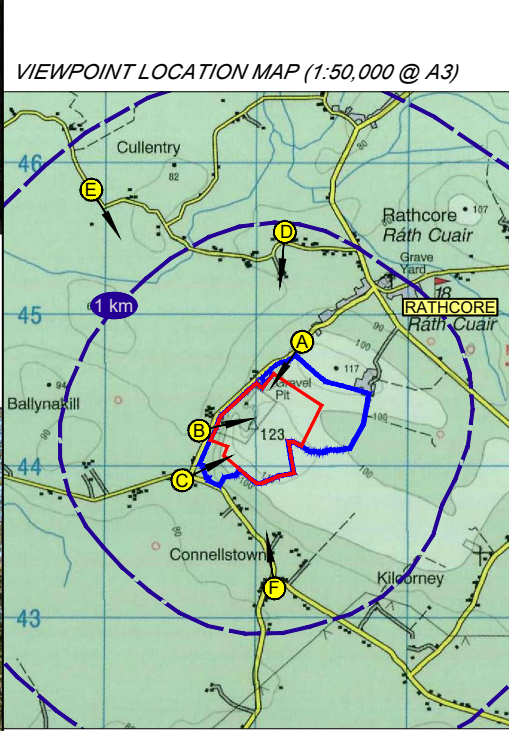 VIEWPOINT LOCATION MAP (1:50,000 @ A3)
80
Cullentry
46
82
E
Rathcore
107
Ráth Cuair
D
Grave
Yard
18
1 km
RATHCORE
45
90
Ráth Cuair
A
100
117
94
Gravel
Pit
Ballynakill
B
100
90
123
44
C
100
100
80
Connellstown
F
Kilcorney
43